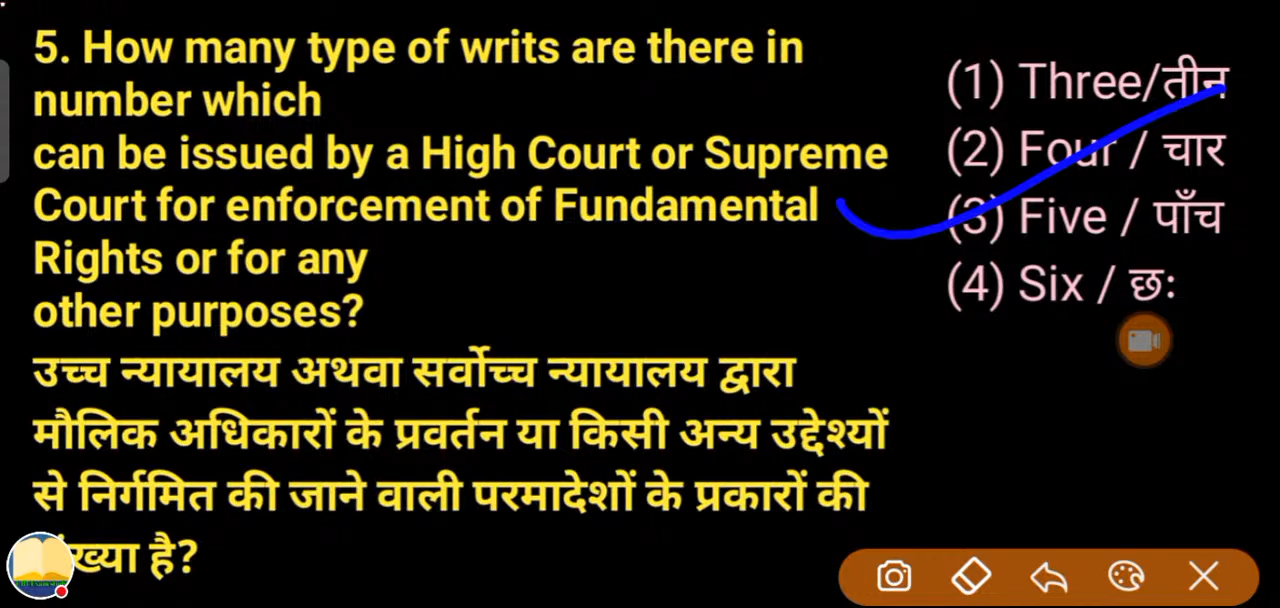 5. How many type of writs are there in
number which
can be issued by a High Court or Supreme
Court for enforcement of Fundamental
Rights or for any
other purposes?
उच्च न्यायालय अथवा सर्वोच्च न्यायालय द्वारा
मौलिक अधिकारों के प्रवर्तन या किसी अन्य उद्देश्यों
से निर्गमित की जाने वाली परमादेशों के प्रकारों की
है?
(1) Three/तीन
(2) Four / चार
(3) Five / पाँच
(4) Six / छः